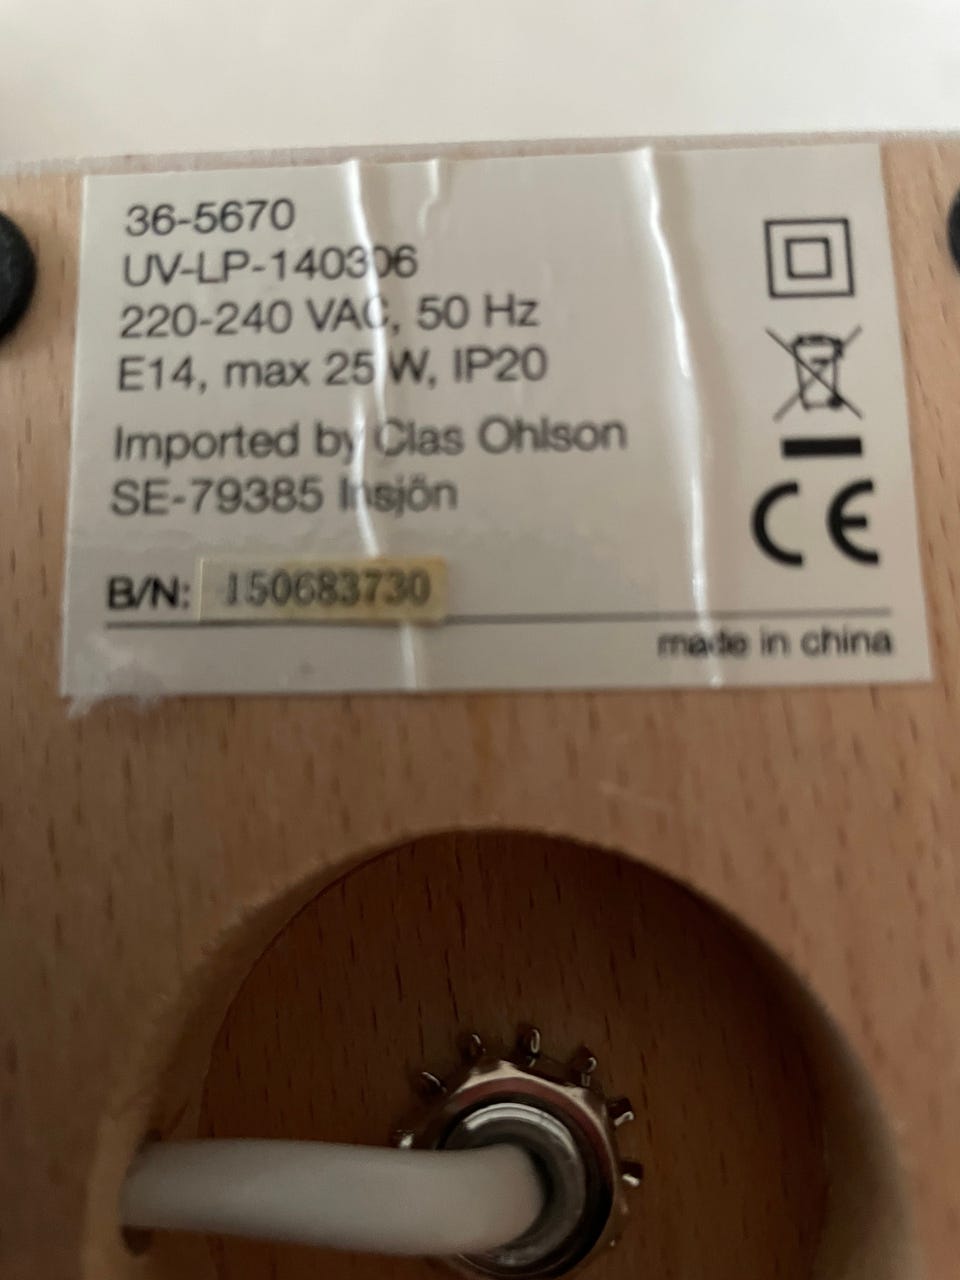 36-5670
UV-LP-140306
220-240 VAC, 50 Hz
E14, max 25 W, IP20
Imported by Clas Ohlson
SE-79385 Insjön
CE
B/N: 150683730
made in china